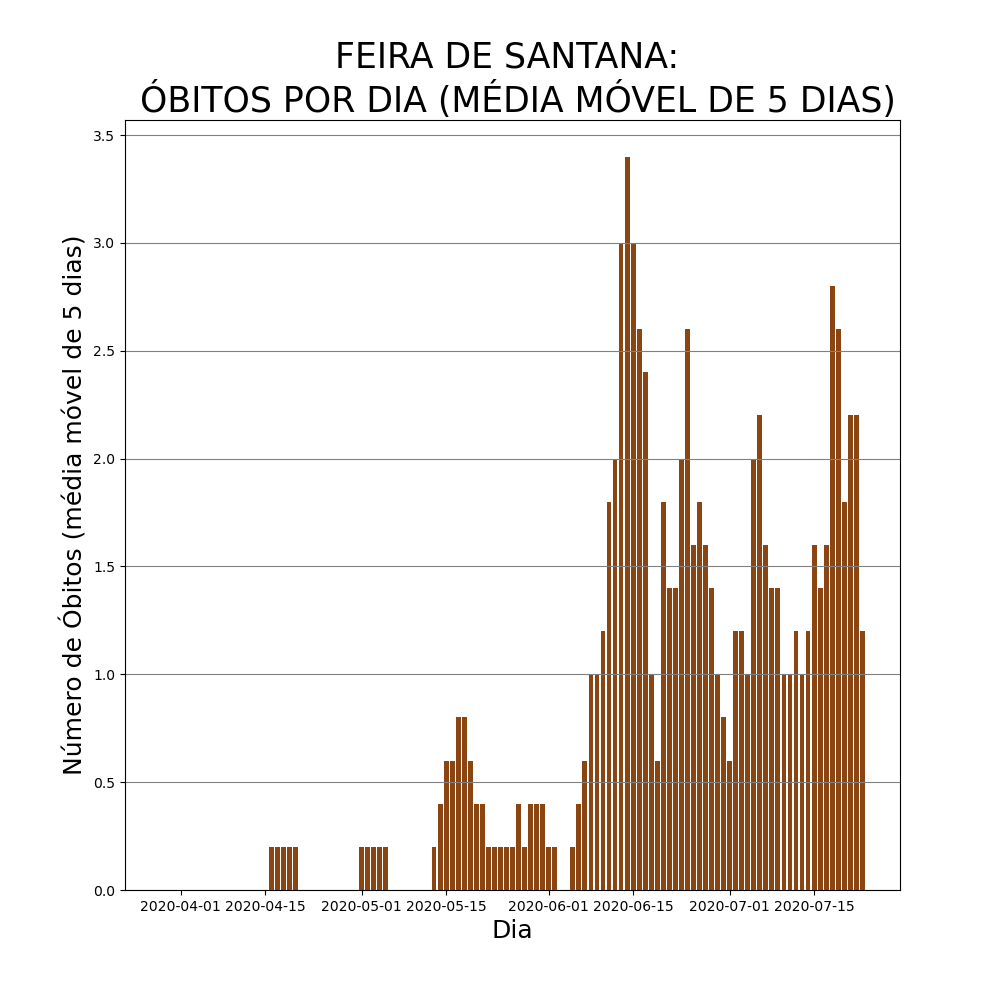 FEIRA DE SANTANA:
ÓBITOS POR DIA (MÉDIA MÓVEL DE 5 DIAS)
Número de Óbitos (média móvel de 5 dias)
3.5
3.0
2.5
2.0
1.5
1.0
0.5
0.0
2020-04-01 2020-04-15 2020-05-01 2020-05-15 2020-06-01 2020-06-15 2020-07-01 2020-07-15
Dia